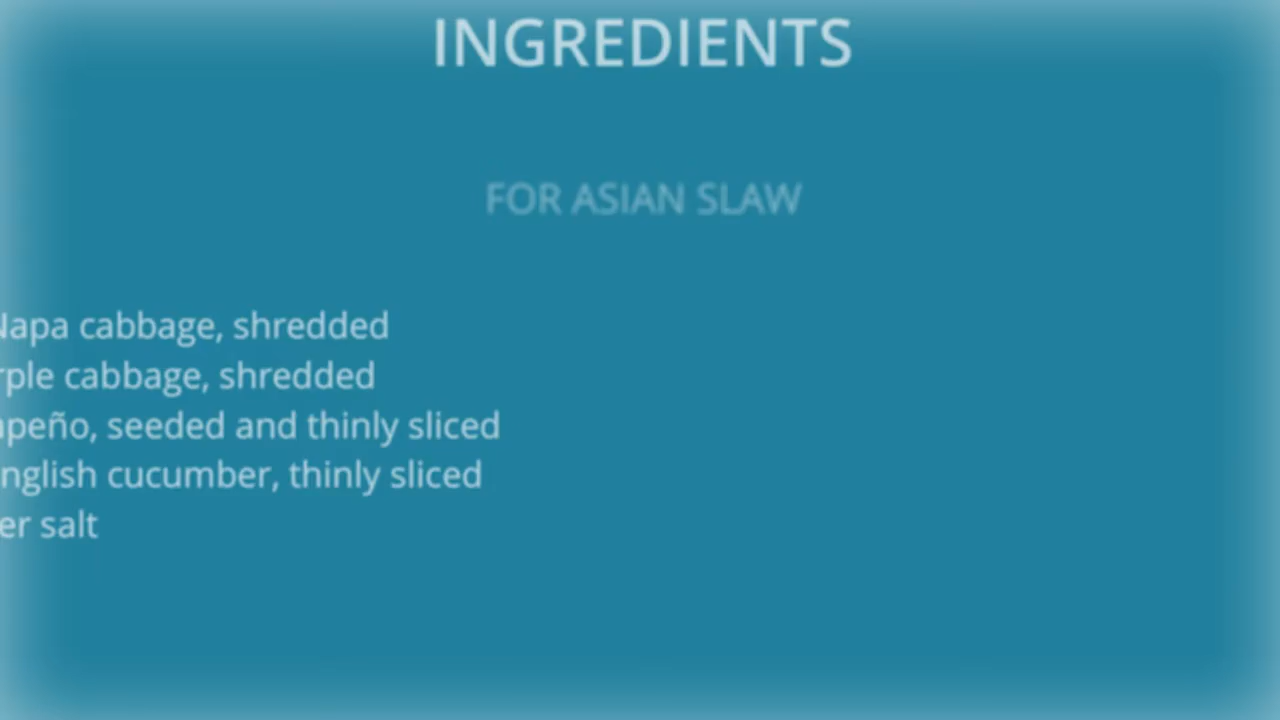 INGREDIENTS
FOR ASIAN SLAW
Napa cabbage, shredded
rple cabbage, shredded
apeño, seeded and thinly sliced
nglish cucumber, thinly sliced
er salt